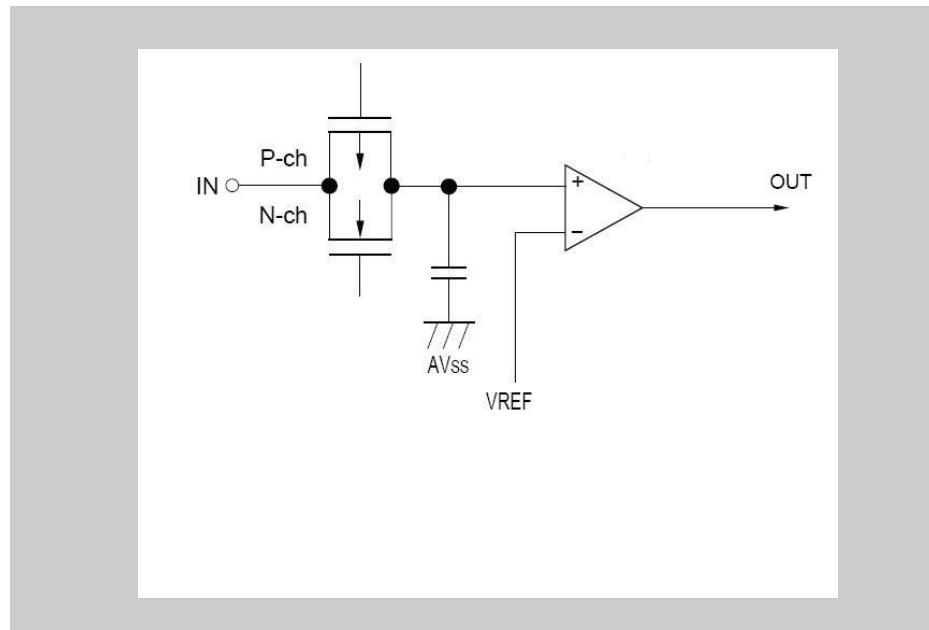 P-ch
IN
N-ch
+
OUT
−
AVss
VREF